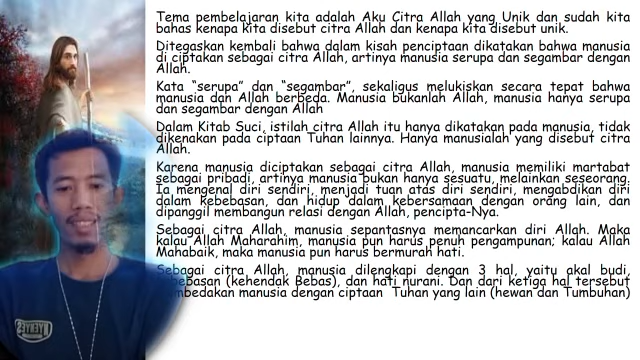 Tema pembelajaran kita adalah Aku Citra Allah yang Unik dan sudah kita
bahas kenapa kita disebut citra Allah dan kenapa kita disebut unik.
Ditegaskan kembali bahwa dalam kisah penciptaan dikatakan bahwa manusia
di ciptakan sebagai citra Allah, artinya manusia serupa dan segambar dengan
Allah.
Kata “serupa” dan “segambar”, sekaligus melukiskan secara tepat bahwa
manusia dan Allah berbeda. Manusia bukanlah Allah, manusia hanya serupa
dan segambar dengan Allah
Dalam Kitab Suci, istilah citra Allah itu hanya dikatakan pada manusia, tidak
dikenakan pada ciptaan Tuhan lainnya. Hanya manusialah yang disebut citra
Allah.
Karena manusia diciptakan sebagai citra Allah, manusia memiliki martabat
sebagai pribadi, artinya manusia bukan hanya sesuatu, melainkan seseorang.
Ia mengenal diri sendiri, menjadi tuan atas diri sendiri, mengabdikan diri
dalam kebebasan, dan hidup dalam kebersamaan dengan orang lain, dan
dipanggil membangun relasi dengan Allah, pencipta-Nya.
Sebagai citra Allah, manusia sepantasnya memancarkan diri Allah. Maka
kalau Allah Maharahim, manusia pun harus penuh pengampunan; kalau Allah
Mahabaik, maka manusia pun harus bermurah hati.
Sebagai citra Allah, manusia dilengkapi dengan 3 hal, yaitu akal budi,
ebasan (kehendak Bebas), dan hati nurani. Dan dari ketiga hal tersebut
mbedakan manusia dengan ciptaan Tuhan yang lain (hewan dan Tumbuhan)